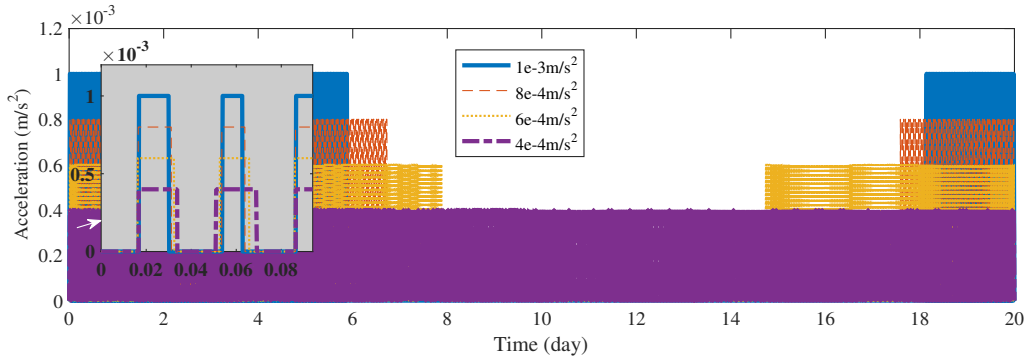 ×10⁻³
1.2
1
0.8
0.6
0.4
0.2
0
Acceleration (m/s²)
×10⁻³
1
0.5
0
0 0.02 0.04 0.06 0.08
1e-3m/s²
8e-4m/s²
6e-4m/s²
4e-4m/s²
0 2 4 6 8 10 12 14 16 18 20
Time (day)